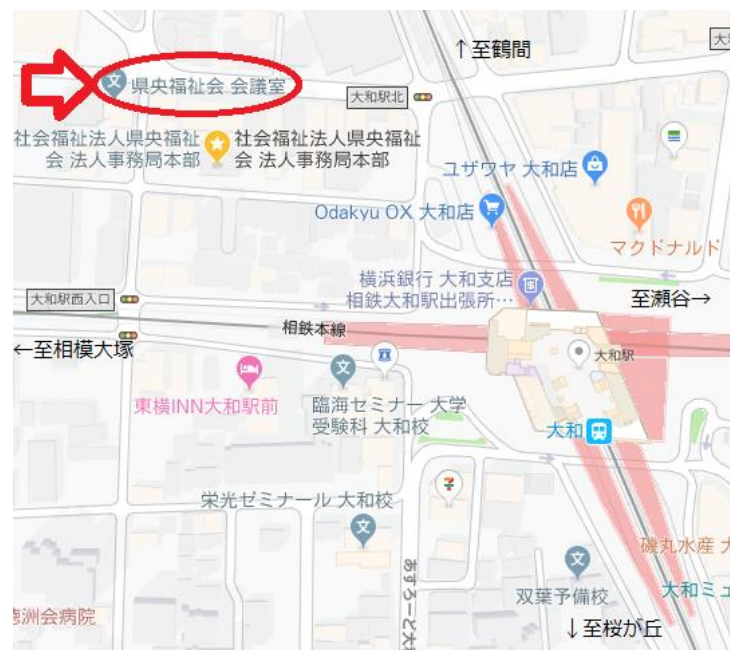 ↑至鶴間
県央福祉会 会議室
大和駅北
社会福祉法人県央福祉
会 法人事務局本部
社会福祉法人県央福祉
会 法人事務局本部
ユザワヤ 大和店
Odakyu OX 大和店
マクドナルド
横浜銀行 大和支店
相鉄大和駅出張所…
大和駅西入口
至瀬谷→
相鉄本線
←至相模大塚
大和駅
東横INN大和駅前
臨海セミナー 大学
受験科 大和校
大和
栄光ゼミナール 大和校
磯丸水産
あすろーど大
双葉予備校
大和ミュ
洲会病院
↓至桜が丘